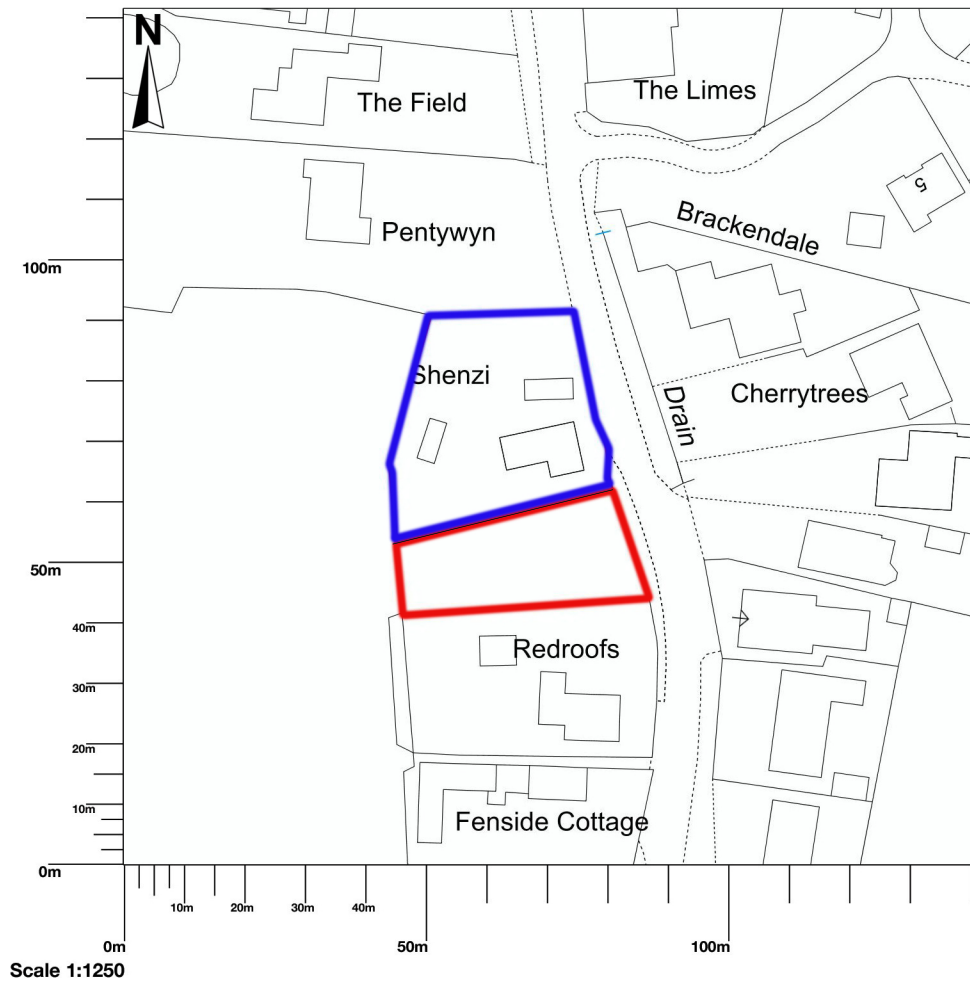 N
The Field
The Limes
5
Pentywyn
Brackendale
100m
Shenzi
Cherrytrees
Drain
50m
40m
Redroofs
30m
20m
10m
Fenside Cottage
0m
10m
20m
30m
40m
0m
50m
100m
Scale 1:1250